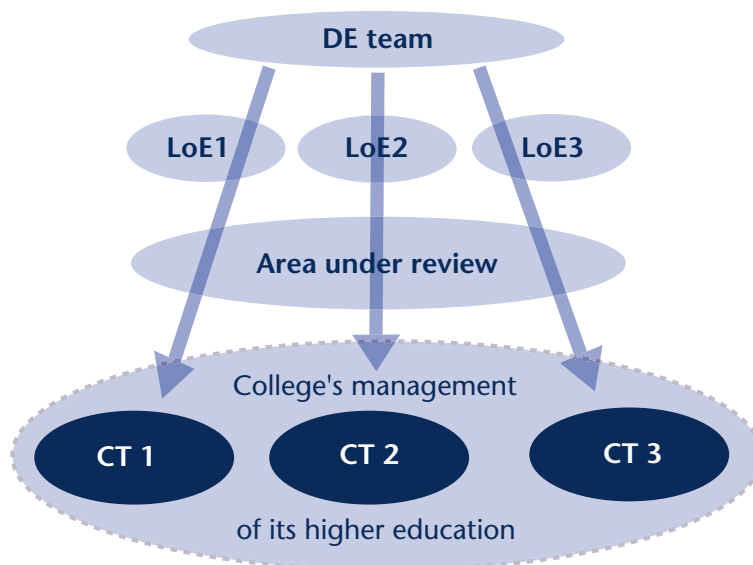 DE team
LoE1
LoE2
LoE3
Area under review
College's management
CT 1
CT 2
CT 3
of its higher education